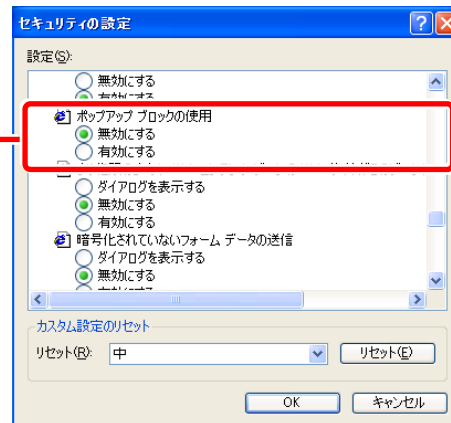 セキュリティの設定
設定(S):
無効にする
有効にする
ポップアップ ブロックの使用
無効にする
有効にする
ダイアログを表示する
無効にする
有効にする
暗号化されていないフォーム データの送信
ダイアログを表示する
無効にする
カスタム設定のリセット
リセット(R): 中 リセット(E)
OK キャンセル